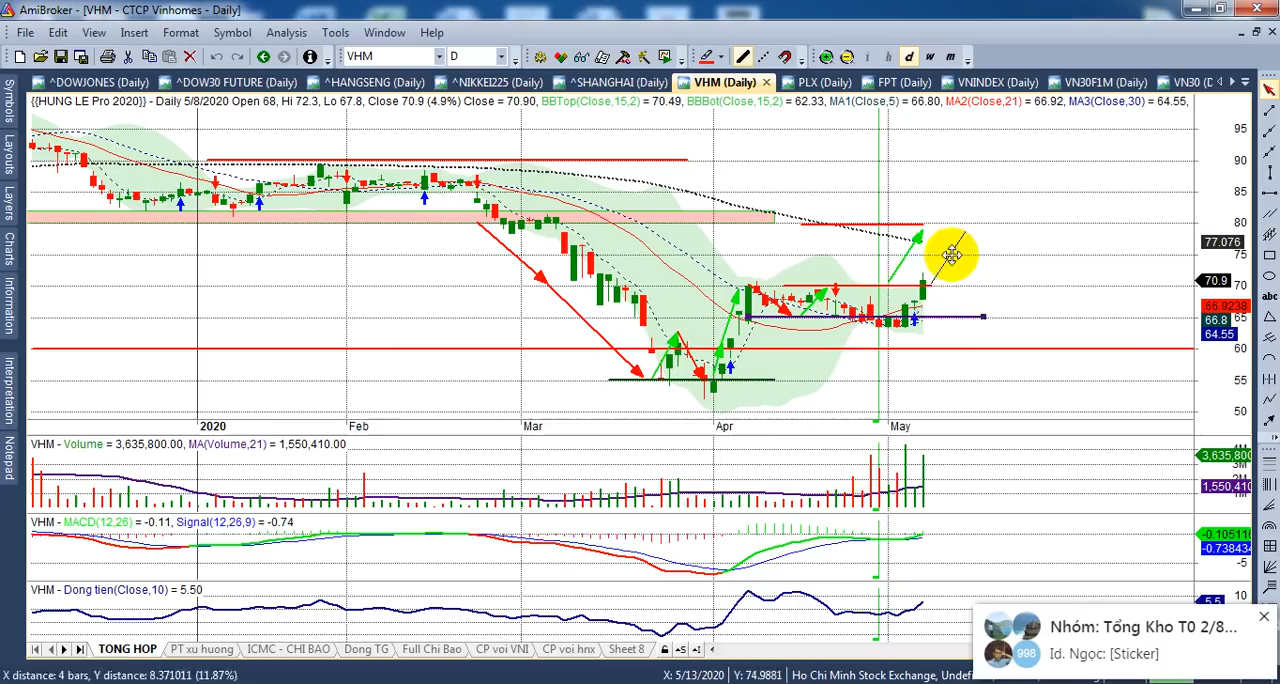 AmiBroker - [VHM - CTCP Vinhomes - Daily]
File Edit View Insert Format Symbol Analysis Tools Window Help
VHM D i h d w m
^DOWJONES (Daily) ^DOW30 FUTURE (Daily) ^HANGSENG (Daily) ^NIKKEI225 (Daily) ^SHANGHAI (Daily) VHM (Daily) PLX (Daily) FPT (Daily) VNINDEX (Daily) VN30F1M (Daily) VN30 (D
{{HUNG LE Pro 2020}} - Daily 5/8/2020 Open 68, Hi 72.3, Lo 67.8, Close 70.9 (4.9%) Close = 70.90, BBTop(Close,15,2) = 70.49, BBBot(Close,15,2) = 62.33, MA1(Close,5) = 66.80, MA2(Close,21) = 66.92, MA3(Close,30) = 64.55,
Symbols
Layouts
Layers
Charts
Information
Interpretation
Notepad
95
90
85
80
77.076
75
70.9
70
66.9238
66.8
65
64.55
60
55
50
abc
2020 Feb Mar Apr May
VHM - Volume = 3,635,800.00, MA(Volume,21) = 1,550,410.00
3,635,800
1,550,410
VHM - MACD(12,26) = -0.11, Signal(12,26,9) = -0.74
-0.105116
-0.738434
-5
VHM - Dong tien(Close,10) = 5.50
10
5.5
Nhóm: Tổng Kho T0 2/8...
998
Id. Ngọc: [Sticker]
TONG HOP PT xu huong ICMC - CHI BAO Dong TG Full Chi Bao CP voi VNI CP voi hnx Sheet 8
X distance: 4 bars, Y distance: 8.371011 (11.87%) X: 5/13/2020 Y: 74.9881 Ho Chi Minh Stock Exchange, Undef